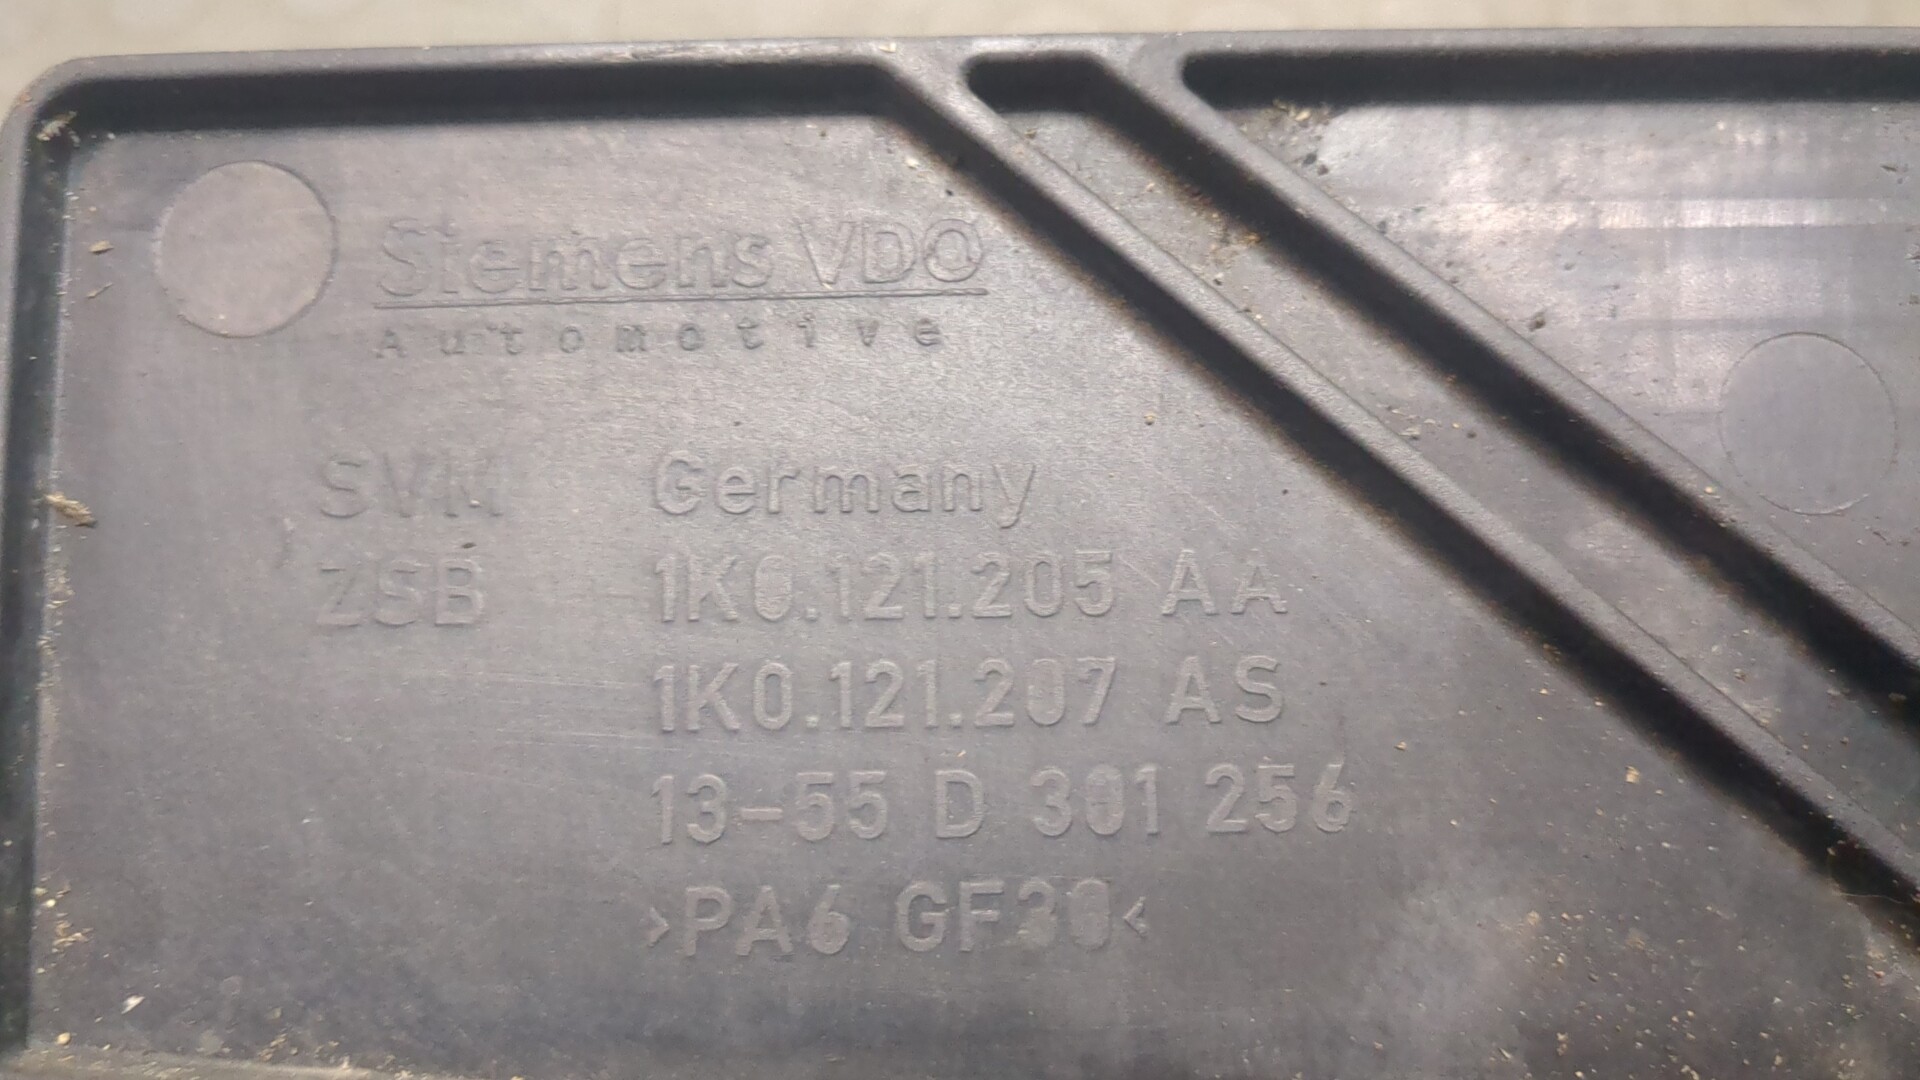 Siemens VDO
Automotive
SVM Germany
ZSB 1K0.121.205 AA
1K0.121.207 AS
13-55 D 301 256
>PA6 GF30<